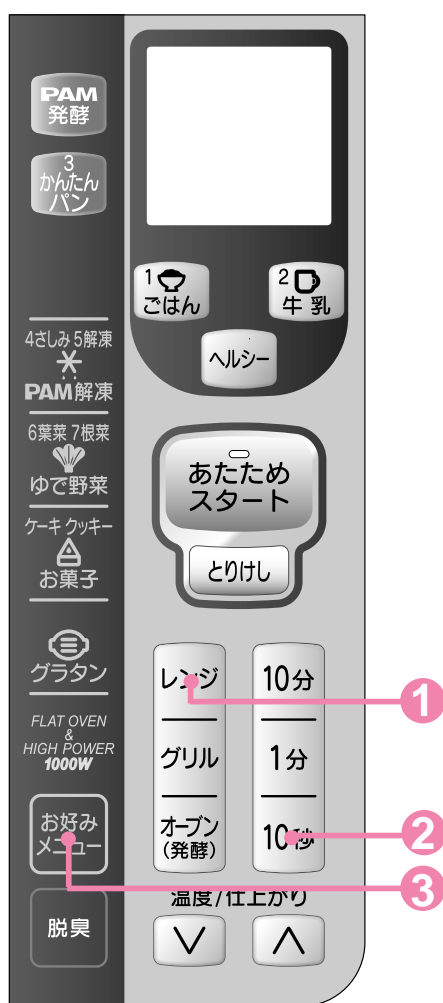 PAM
発酵
3
かんたん
パン
1
ごはん
2
牛乳
ヘルシー
4さしみ 5解凍
PAM解凍
6葉菜 7根菜
ゆで野菜
ケーキ クッキー
お菓子
グラタン
FLAT OVEN
&
HIGH POWER
1000W
お好み
メニュー
脱臭
あたため
スタート
とりけし
レンジ
グリル
オーブン
(発酵)
10分
1分
10秒
温度/仕上がり
1
2
3